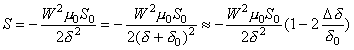 S = -\frac{W^2 \mu_0 S_0}{2\delta^2} = -\frac{W^2 \mu_0 S_0}{2(\delta + \delta_0)^2} \approx -\frac{W^2 \mu_0 S_0}{2\delta^2}(1 - 2\frac{\Delta\delta}{\delta_0})